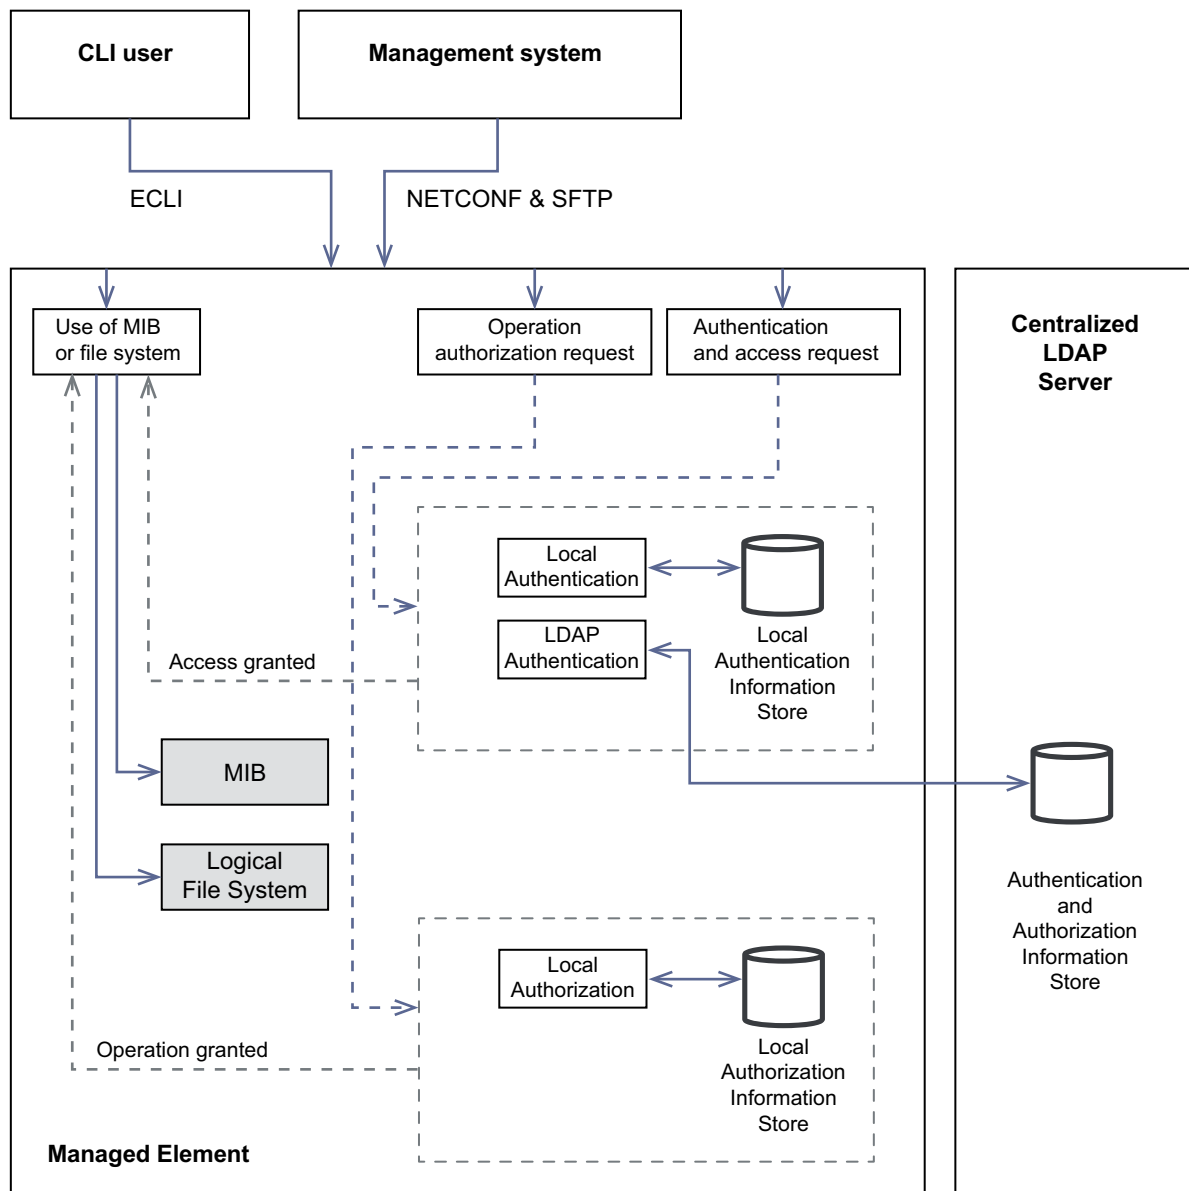 CLI user
Management system
ECLI
NETCONF & SFTP
Use of MIB
or file system
Operation
authorization request
Authentication
and access request
Centralized
LDAP
Server
Local
Authentication
LDAP
Authentication
Local
Authentication
Information
Store
Access granted
MIB
Logical
File System
Authentication
and
Authorization
Information
Store
Local
Authorization
Local
Authorization
Information
Store
Operation granted
Managed Element